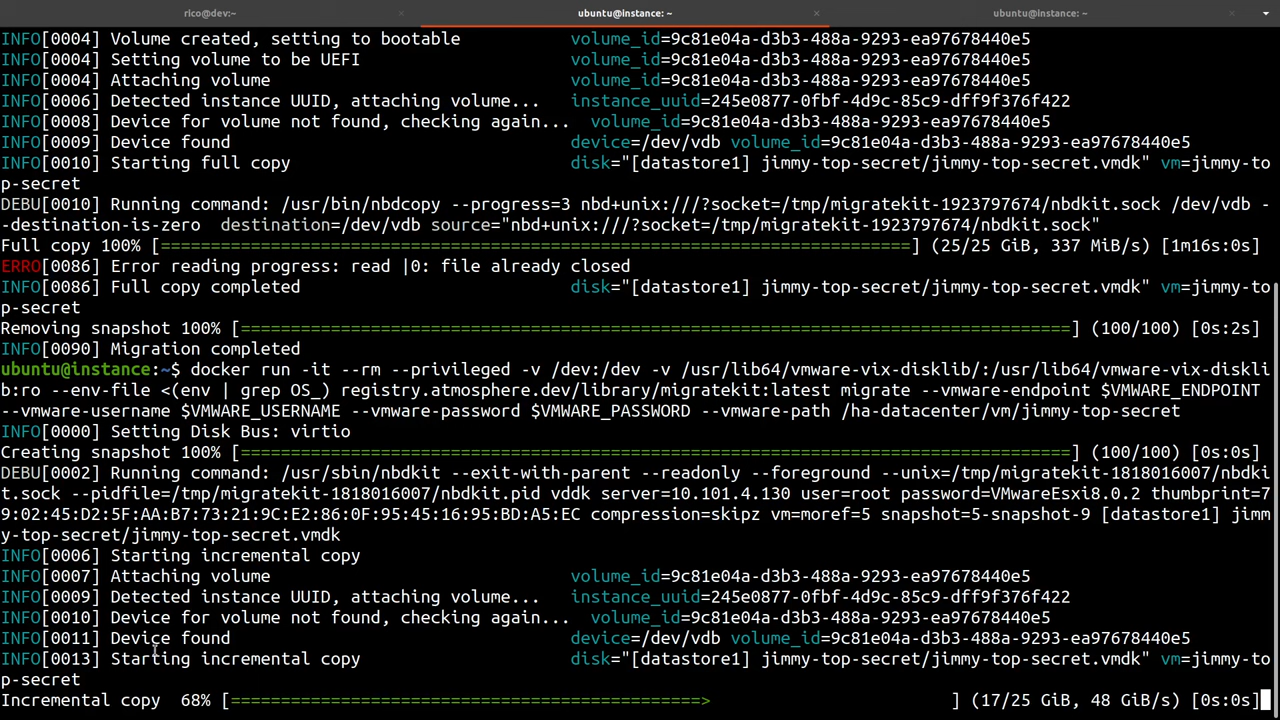 rico@dev:~ × ubuntu@instance: ~ × ubuntu@instance: ~ ×
INFO[0004] Volume created, setting to bootable volume_id=9c81e04a-d3b3-488a-9293-ea97678440e5
INFO[0004] Setting volume to be UEFI volume_id=9c81e04a-d3b3-488a-9293-ea97678440e5
INFO[0004] Attaching volume volume_id=9c81e04a-d3b3-488a-9293-ea97678440e5
INFO[0006] Detected instance UUID, attaching volume... instance_uuid=245e0877-0fbf-4d9c-85c9-dff9f376f422
INFO[0008] Device for volume not found, checking again... volume_id=9c81e04a-d3b3-488a-9293-ea97678440e5
INFO[0009] Device found device=/dev/vdb volume_id=9c81e04a-d3b3-488a-9293-ea97678440e5
INFO[0010] Starting full copy disk="[datastore1] jimmy-top-secret/jimmy-top-secret.vmdk" vm=jimmy-to
p-secret
DEBU[0010] Running command: /usr/bin/nbdcopy --progress=3 nbd+unix:///?socket=/tmp/migratekit-1923797674/nbdkit.sock /dev/vdb -
-destination-is-zero destination=/dev/vdb source="nbd+unix:///?socket=/tmp/migratekit-1923797674/nbdkit.sock"
Full copy 100% [===========================================================================] (25/25 GiB, 337 MiB/s) [1m16s:0s]
ERRO[0086] Error reading progress: read |0: file already closed
INFO[0086] Full copy completed disk="[datastore1] jimmy-top-secret/jimmy-top-secret.vmdk" vm=jimmy-to
p-secret
Removing snapshot 100% [===================================================================================] (100/100) [0s:2s]
INFO[0090] Migration completed
ubuntu@instance:~$ docker run -it --rm --privileged -v /dev:/dev -v /usr/lib64/vmware-vix-disklib/:/usr/lib64/vmware-vix-diskli
b:ro --env-file <(env | grep OS_) registry.atmosphere.dev/library/migratekit:latest migrate --vmware-endpoint $VMWARE_ENDPOINT
--vmware-username $VMWARE_USERNAME --vmware-password $VMWARE_PASSWORD --vmware-path /ha-datacenter/vm/jimmy-top-secret
INFO[0000] Setting Disk Bus: virtio
Creating snapshot 100% [===================================================================================] (100/100) [0s:0s]
DEBU[0002] Running command: /usr/sbin/nbdkit --exit-with-parent --readonly --foreground --unix=/tmp/migratekit-1818016007/nbdki
t.sock --pidfile=/tmp/migratekit-1818016007/nbdkit.pid vddk server=10.101.4.130 user=root password=VMwareEsxi8.0.2 thumbprint=7
9:02:45:D2:5F:AA:B7:73:21:9C:E2:86:0F:95:45:16:95:BD:A5:EC compression=skipz vm=moref=5 snapshot=5-snapshot-9 [datastore1] jimm
y-top-secret/jimmy-top-secret.vmdk
INFO[0006] Starting incremental copy
INFO[0007] Attaching volume volume_id=9c81e04a-d3b3-488a-9293-ea97678440e5
INFO[0009] Detected instance UUID, attaching volume... instance_uuid=245e0877-0fbf-4d9c-85c9-dff9f376f422
INFO[0010] Device for volume not found, checking again... volume_id=9c81e04a-d3b3-488a-9293-ea97678440e5
INFO[0011] Device found device=/dev/vdb volume_id=9c81e04a-d3b3-488a-9293-ea97678440e5
INFO[0013] Starting incremental copy disk="[datastore1] jimmy-top-secret/jimmy-top-secret.vmdk" vm=jimmy-to
p-secret
Incremental copy 68% [===============================================> ] (17/25 GiB, 48 GiB/s) [0s:0s]